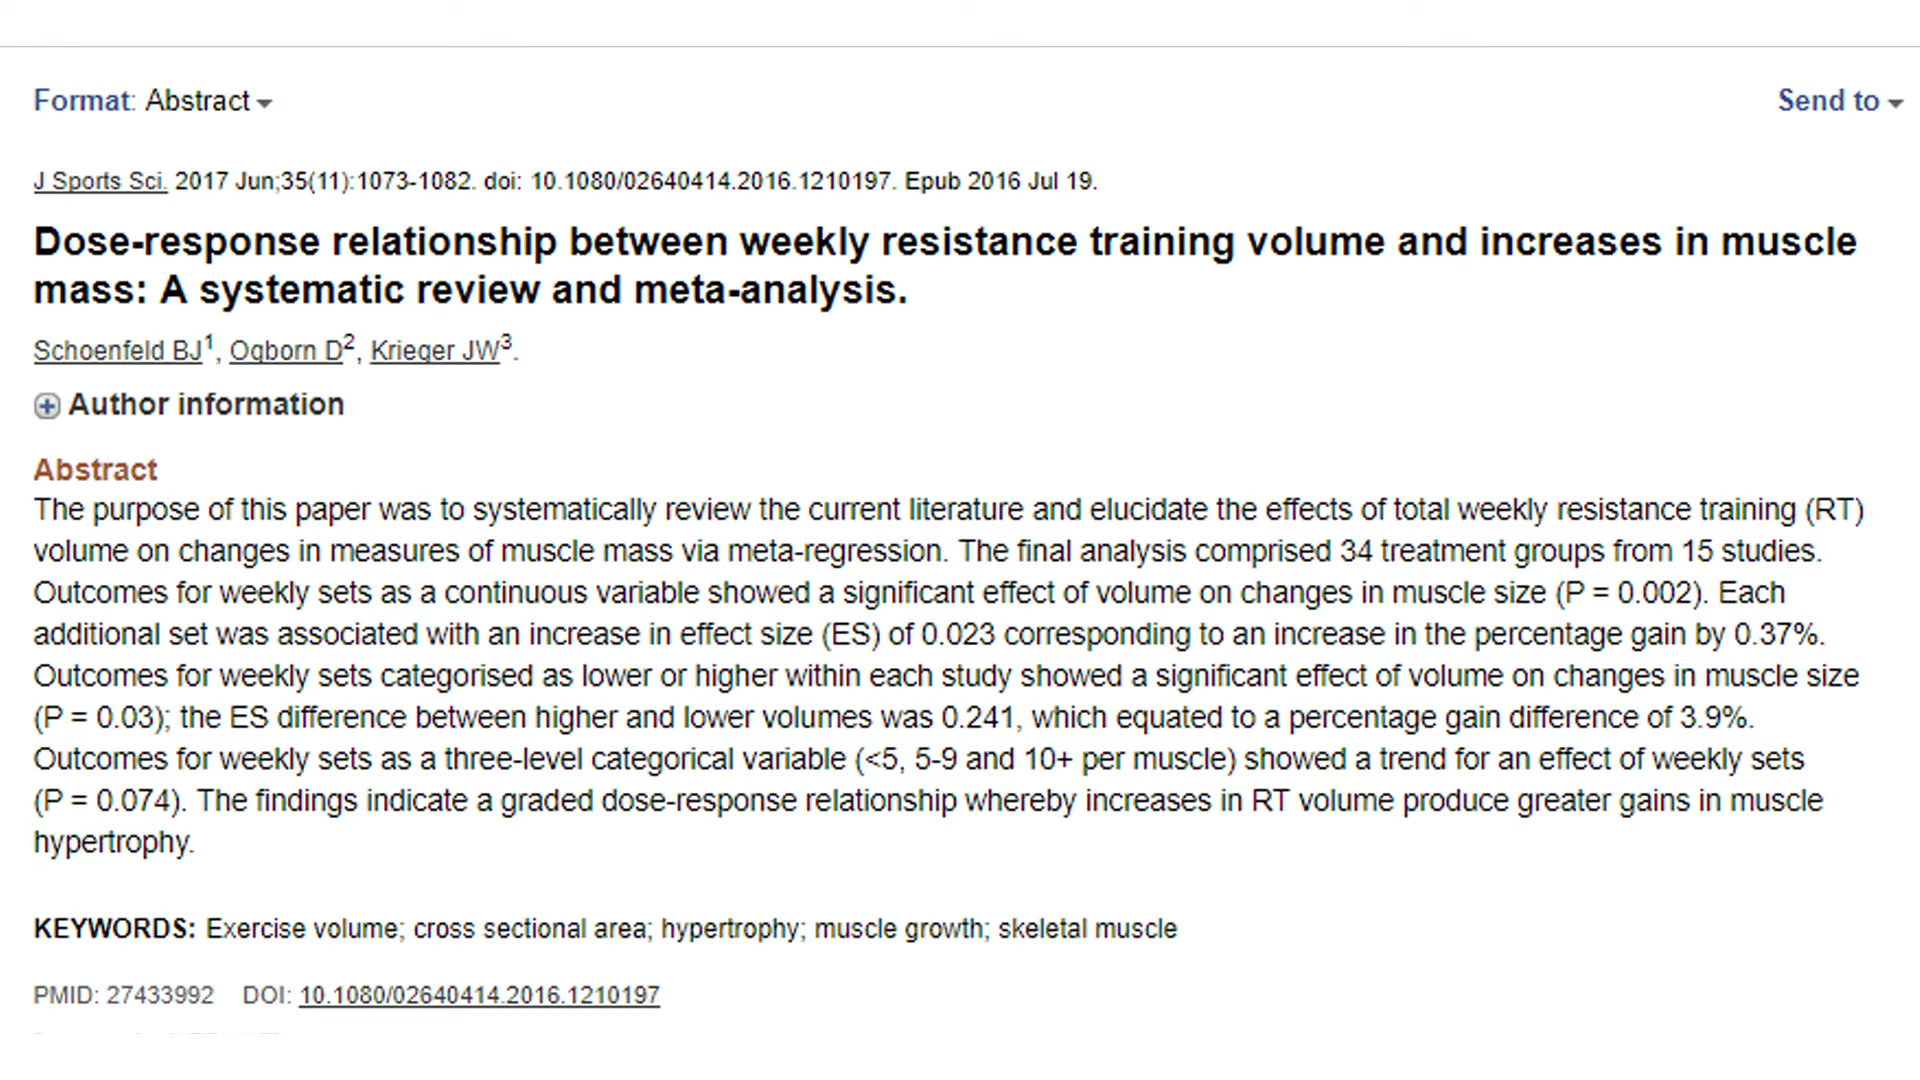 Format: Abstract
Send to
J Sports Sci. 2017 Jun;35(11):1073-1082. doi: 10.1080/02640414.2016.1210197. Epub 2016 Jul 19.
Dose-response relationship between weekly resistance training volume and increases in muscle
mass: A systematic review and meta-analysis.
Schoenfeld BJ1, Ogborn D2, Krieger JW3.
Author information
Abstract
The purpose of this paper was to systematically review the current literature and elucidate the effects of total weekly resistance training (RT)
volume on changes in measures of muscle mass via meta-regression. The final analysis comprised 34 treatment groups from 15 studies.
Outcomes for weekly sets as a continuous variable showed a significant effect of volume on changes in muscle size (P = 0.002). Each
additional set was associated with an increase in effect size (ES) of 0.023 corresponding to an increase in the percentage gain by 0.37%.
Outcomes for weekly sets categorised as lower or higher within each study showed a significant effect of volume on changes in muscle size
(P = 0.03); the ES difference between higher and lower volumes was 0.241, which equated to a percentage gain difference of 3.9%.
Outcomes for weekly sets as a three-level categorical variable (<5, 5-9 and 10+ per muscle) showed a trend for an effect of weekly sets
(P = 0.074). The findings indicate a graded dose-response relationship whereby increases in RT volume produce greater gains in muscle
hypertrophy.
KEYWORDS: Exercise volume; cross sectional area; hypertrophy; muscle growth; skeletal muscle
PMID: 27433992 DOI: 10.1080/02640414.2016.1210197